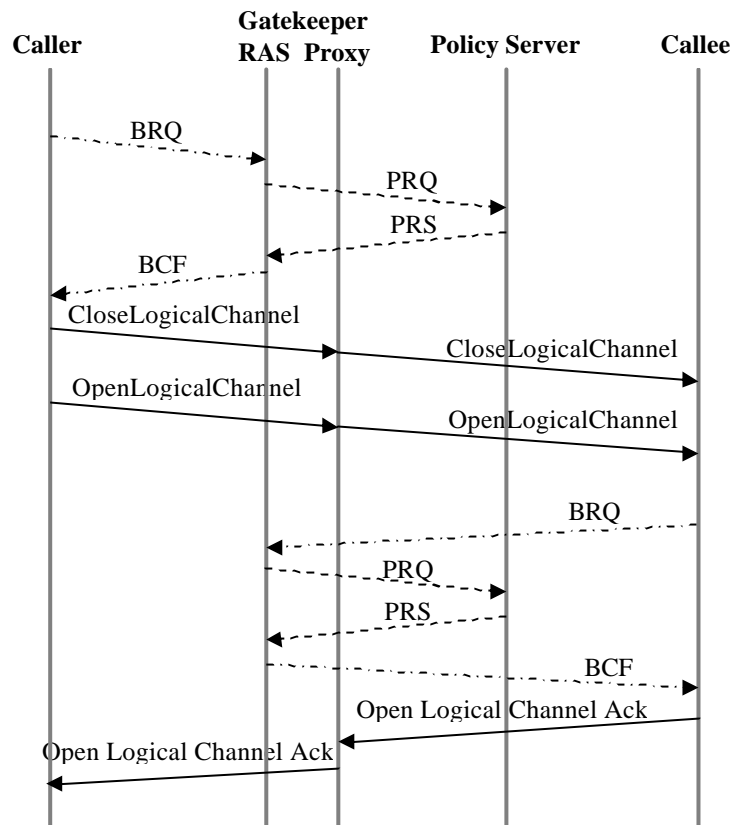 Gatekeeper
Caller RAS Proxy Policy Server Callee
BRQ
PRQ
PRS
BCF
CloseLogicalChannel
CloseLogicalChannel
OpenLogicalChannel
OpenLogicalChannel
BRQ
PRQ
PRS
BCF
Open Logical Channel Ack
Open Logical Channel Ack